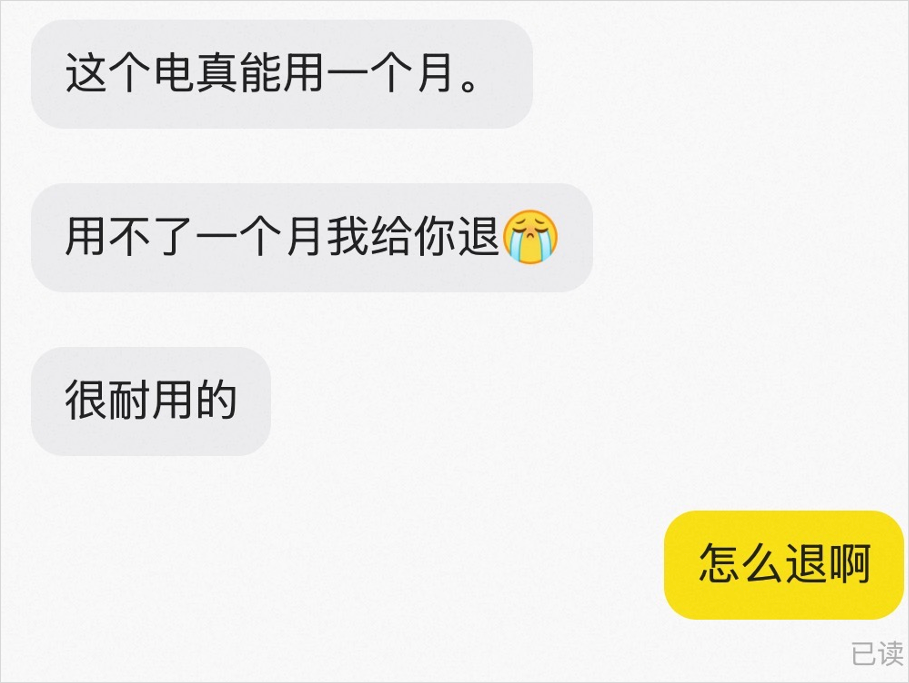 这个电真能用一个月。
用不了一个月我给你退😭
很耐用的
怎么退啊
已读